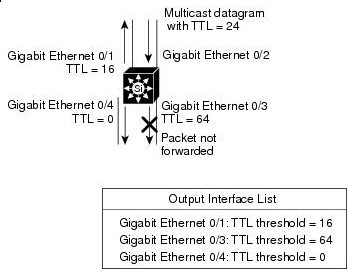 Multicast datagram
with TTL = 24
Gigabit Ethernet 0/1
TTL = 16
Gigabit Ethernet 0/2
Si
Gigabit Ethernet 0/4
TTL = 0
Gigabit Ethernet 0/3
TTL = 64
Packet not
forwarded
Output Interface List
Gigabit Ethernet 0/1: TTL threshold = 16
Gigabit Ethernet 0/3: TTL threshold = 64
Gigabit Ethernet 0/4: TTL threshold = 0